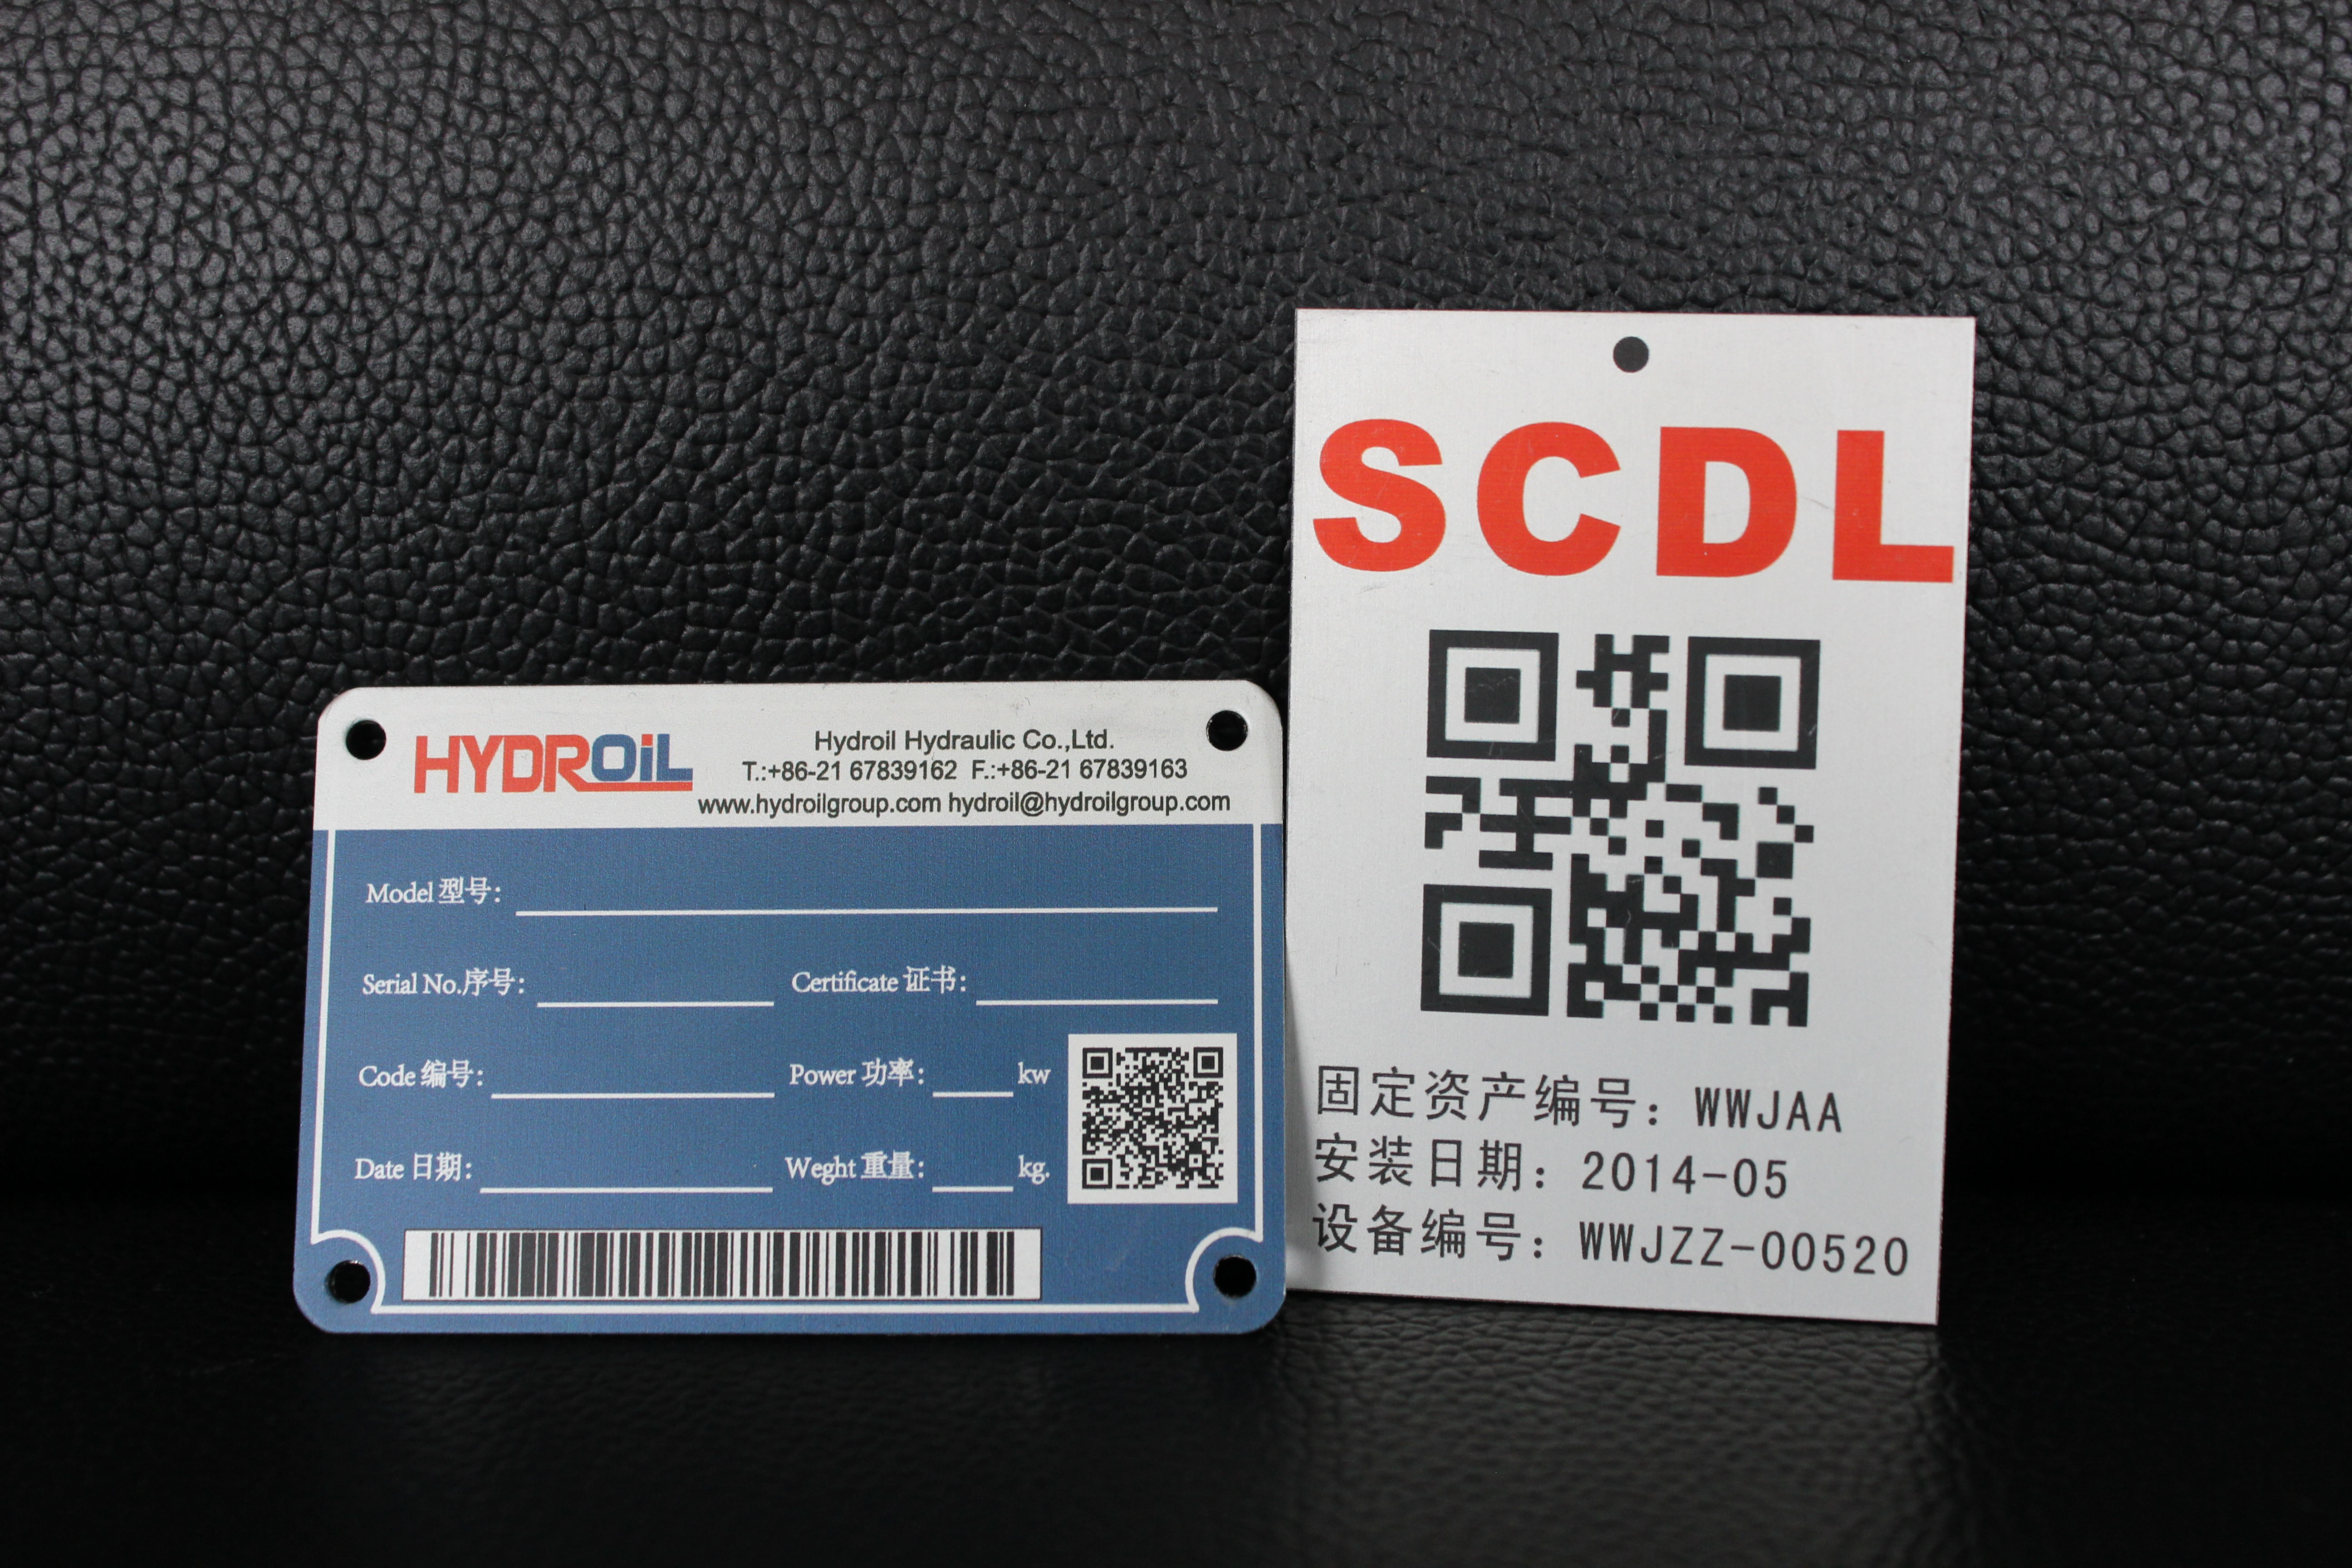 HYDROiL
Hydroil Hydraulic Co.,Ltd.
T.:+86-21 67839162 F.:+86-21 67839163
www.hydroilgroup.com hydroil@hydroilgroup.com
Model 型号:
Serial No.序号: Certificate 证书:
Code 编号: Power 功率: kw
Date 日期: Weght 重量: kg.
SCDL
固定资产编号: WWJAA
安装日期: 2014-05
设备编号: WWJZZ-00520